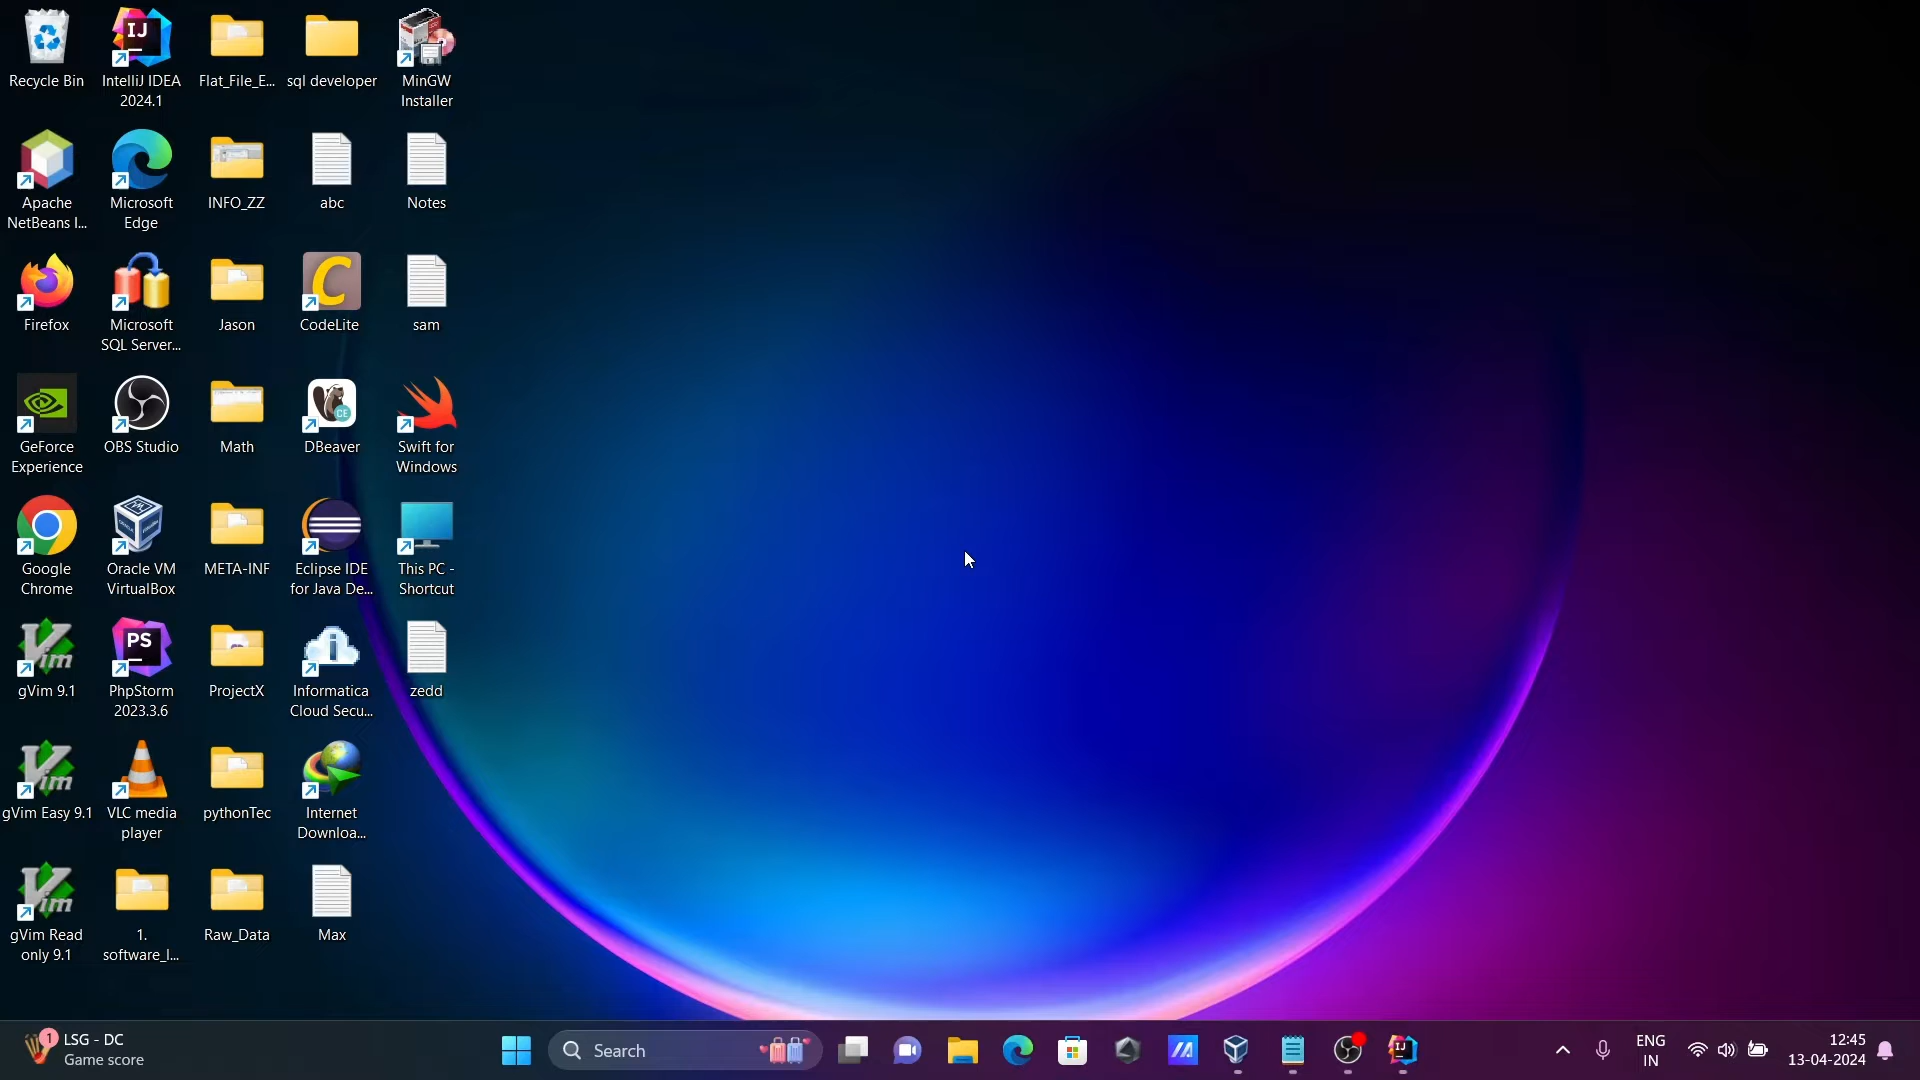 Recycle Bin
IntelliJ IDEA
2024.1
Flat_File_E...
sql developer
MinGW
Installer
Apache
NetBeans I...
Microsoft
Edge
INFO_ZZ
abc
Notes
Firefox
Microsoft
SQL Server...
Jason
CodeLite
sam
GeForce
Experience
OBS Studio
Math
DBeaver
Swift for
Windows
Google
Chrome
Oracle VM
VirtualBox
META-INF
Eclipse IDE
for Java De...
This PC -
Shortcut
gVim 9.1
PhpStorm
2023.3.6
ProjectX
Informatica
Cloud Secu...
zedd
gVim Easy 9.1
VLC media
player
pythonTec
Internet
Downloa...
gVim Read
only 9.1
1.
software_I...
Raw_Data
Max
1
LSG - DC
Game score
Search
ENG
IN
12:45
13-04-2024